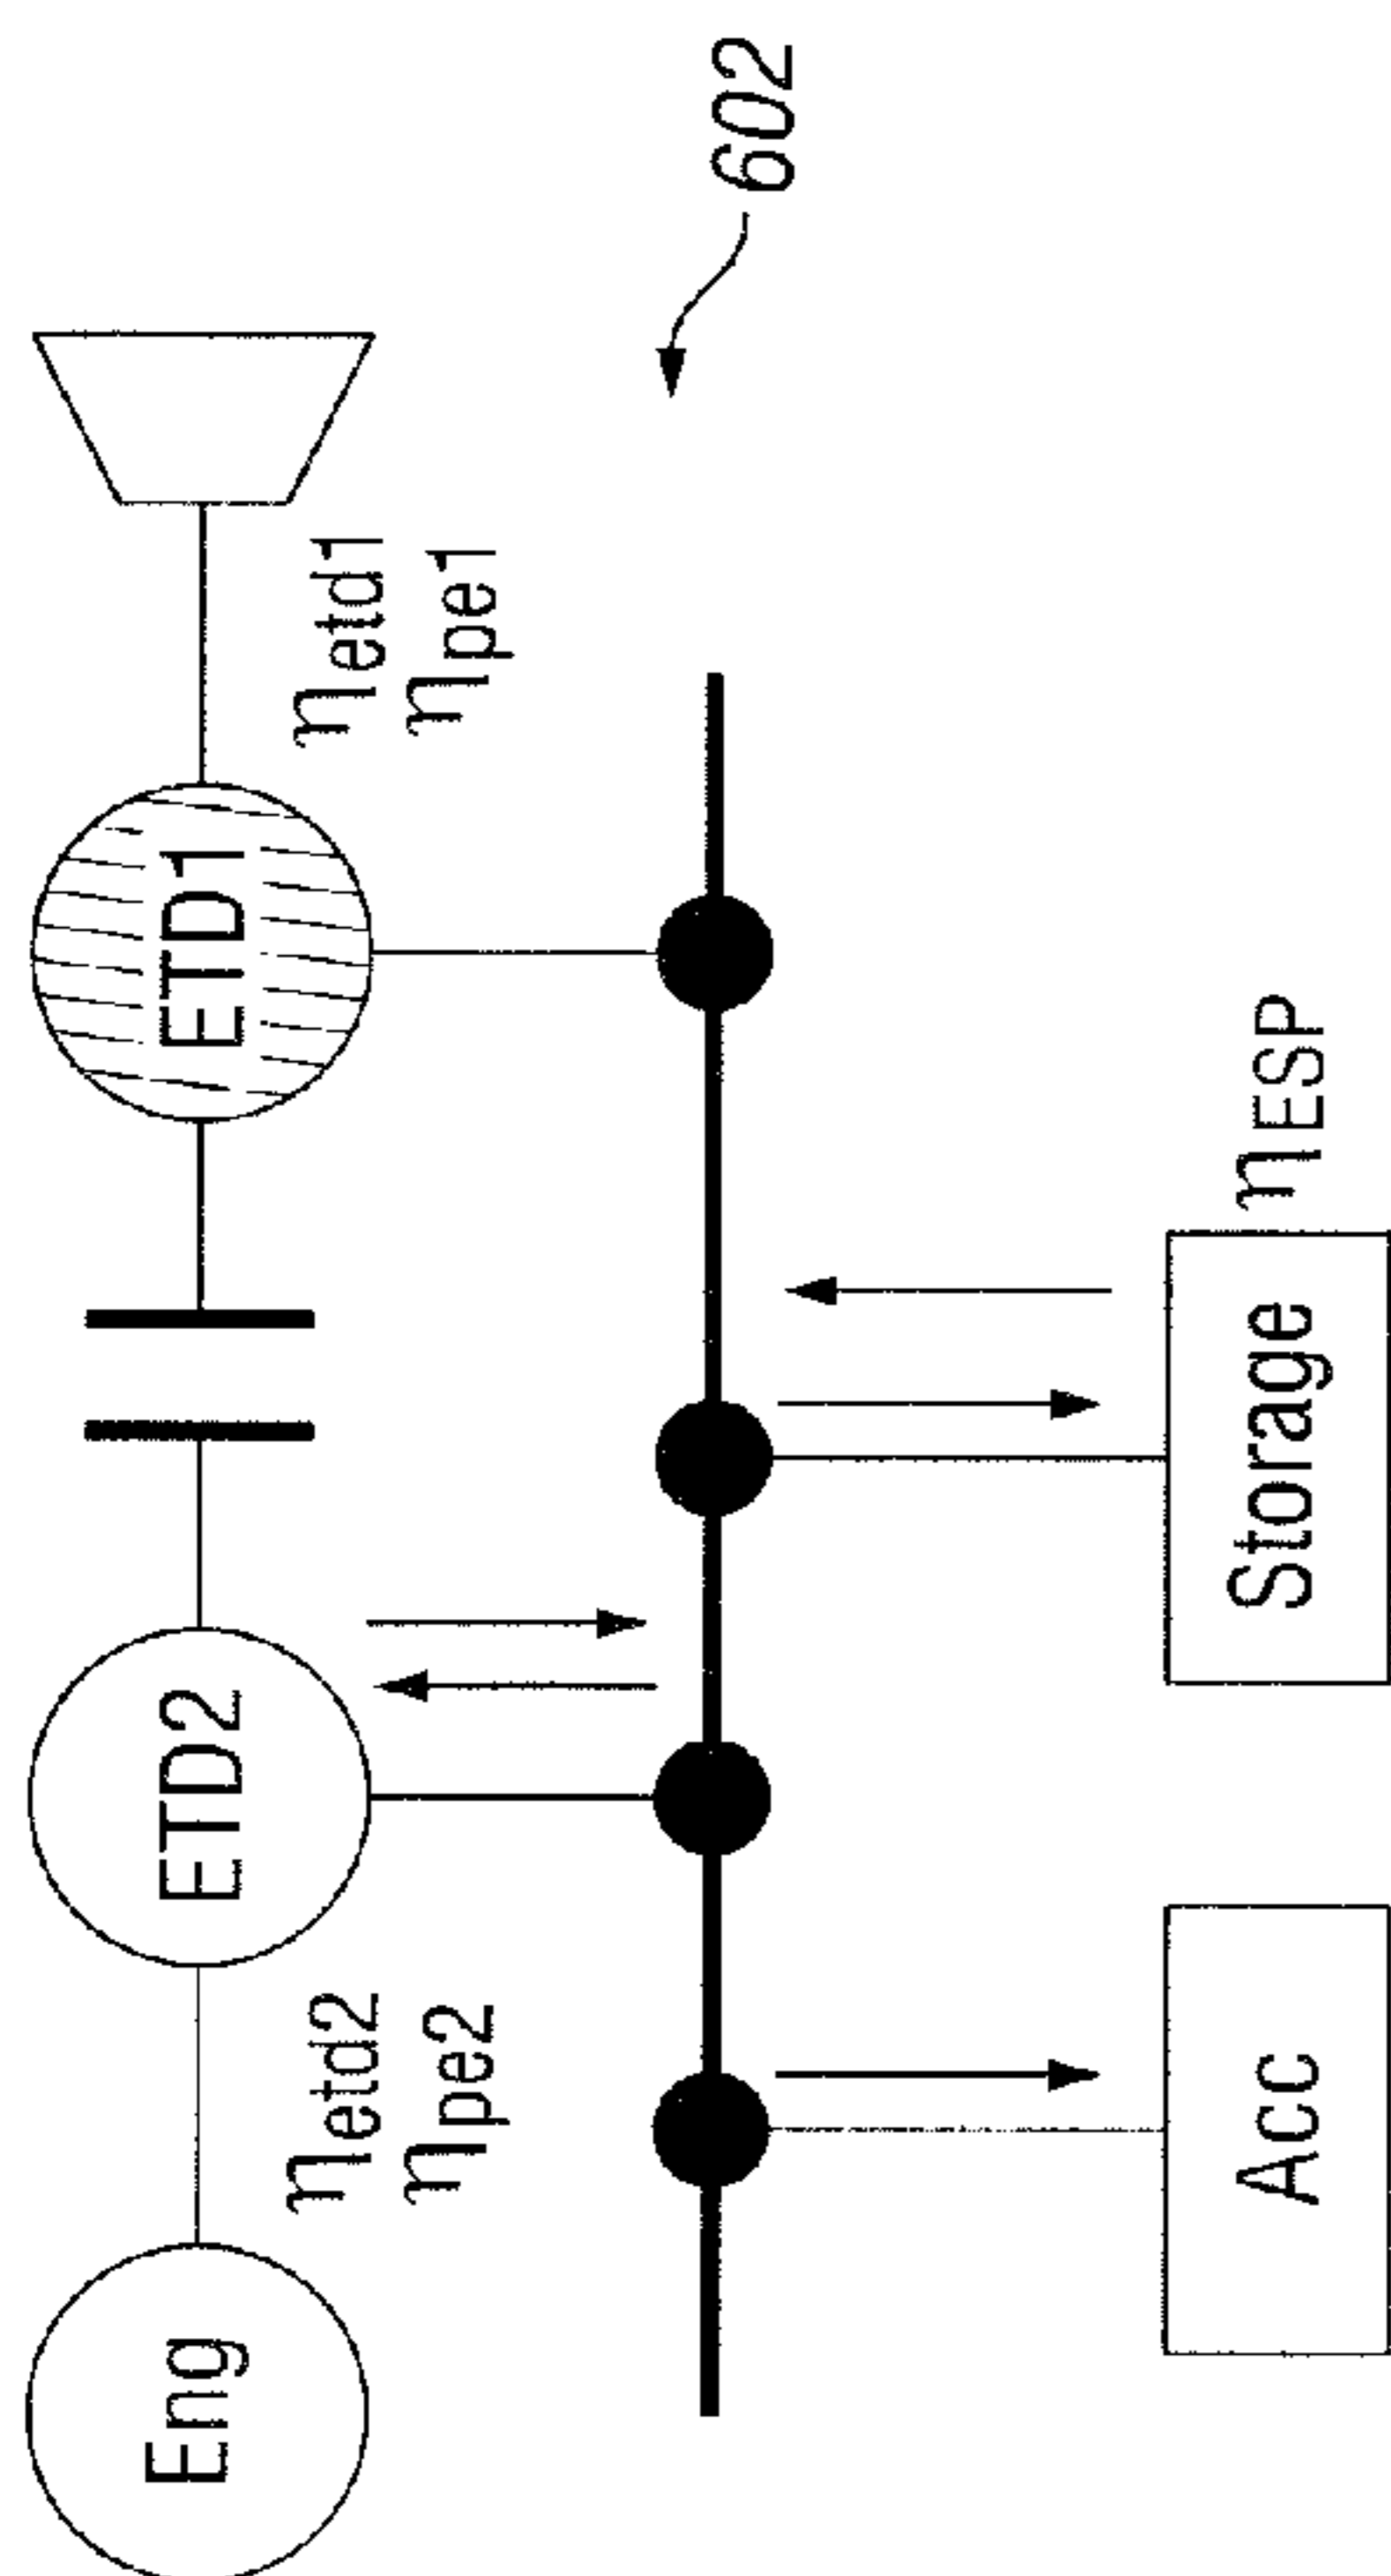 Eng
ETD2
ETD1
ηetd2
ηpe2
ηetd1
ηpe1
602
Acc
Storage
ηESP